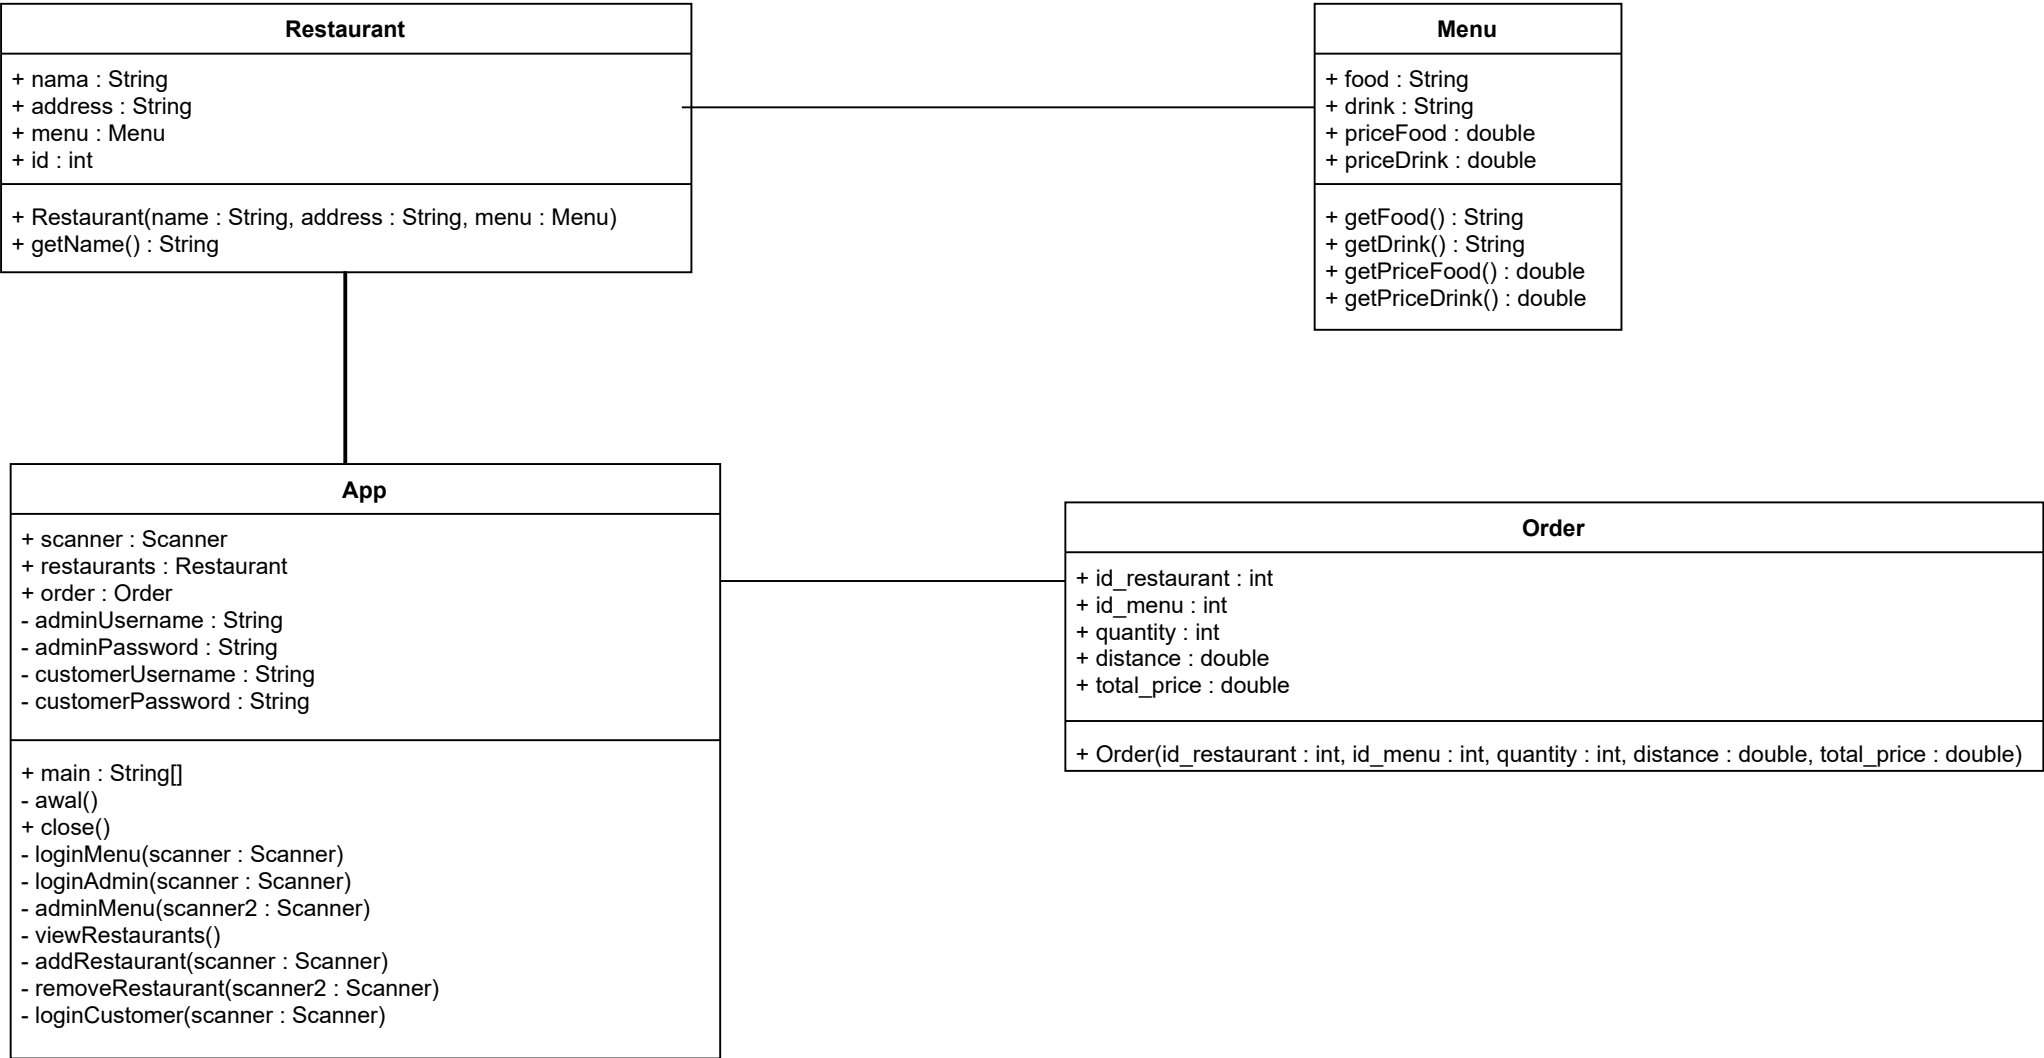 Restaurant
+ nama : String
+ address : String
+ menu : Menu
+ id : int
+ Restaurant(name : String, address : String, menu : Menu)
+ getName() : String
Menu
+ food : String
+ drink : String
+ priceFood : double
+ priceDrink : double
+ getFood() : String
+ getDrink() : String
+ getPriceFood() : double
+ getPriceDrink() : double
App
+ scanner : Scanner
+ restaurants : Restaurant
+ order : Order
- adminUsername : String
- adminPassword : String
- customerUsername : String
- customerPassword : String
+ main : String[]
- awal()
+ close()
- loginMenu(scanner : Scanner)
- loginAdmin(scanner : Scanner)
- adminMenu(scanner2 : Scanner)
- viewRestaurants()
- addRestaurant(scanner : Scanner)
- removeRestaurant(scanner2 : Scanner)
- loginCustomer(scanner : Scanner)
Order
+ id_restaurant : int
+ id_menu : int
+ quantity : int
+ distance : double
+ total_price : double
+ Order(id_restaurant : int, id_menu : int, quantity : int, distance : double, total_price : double)